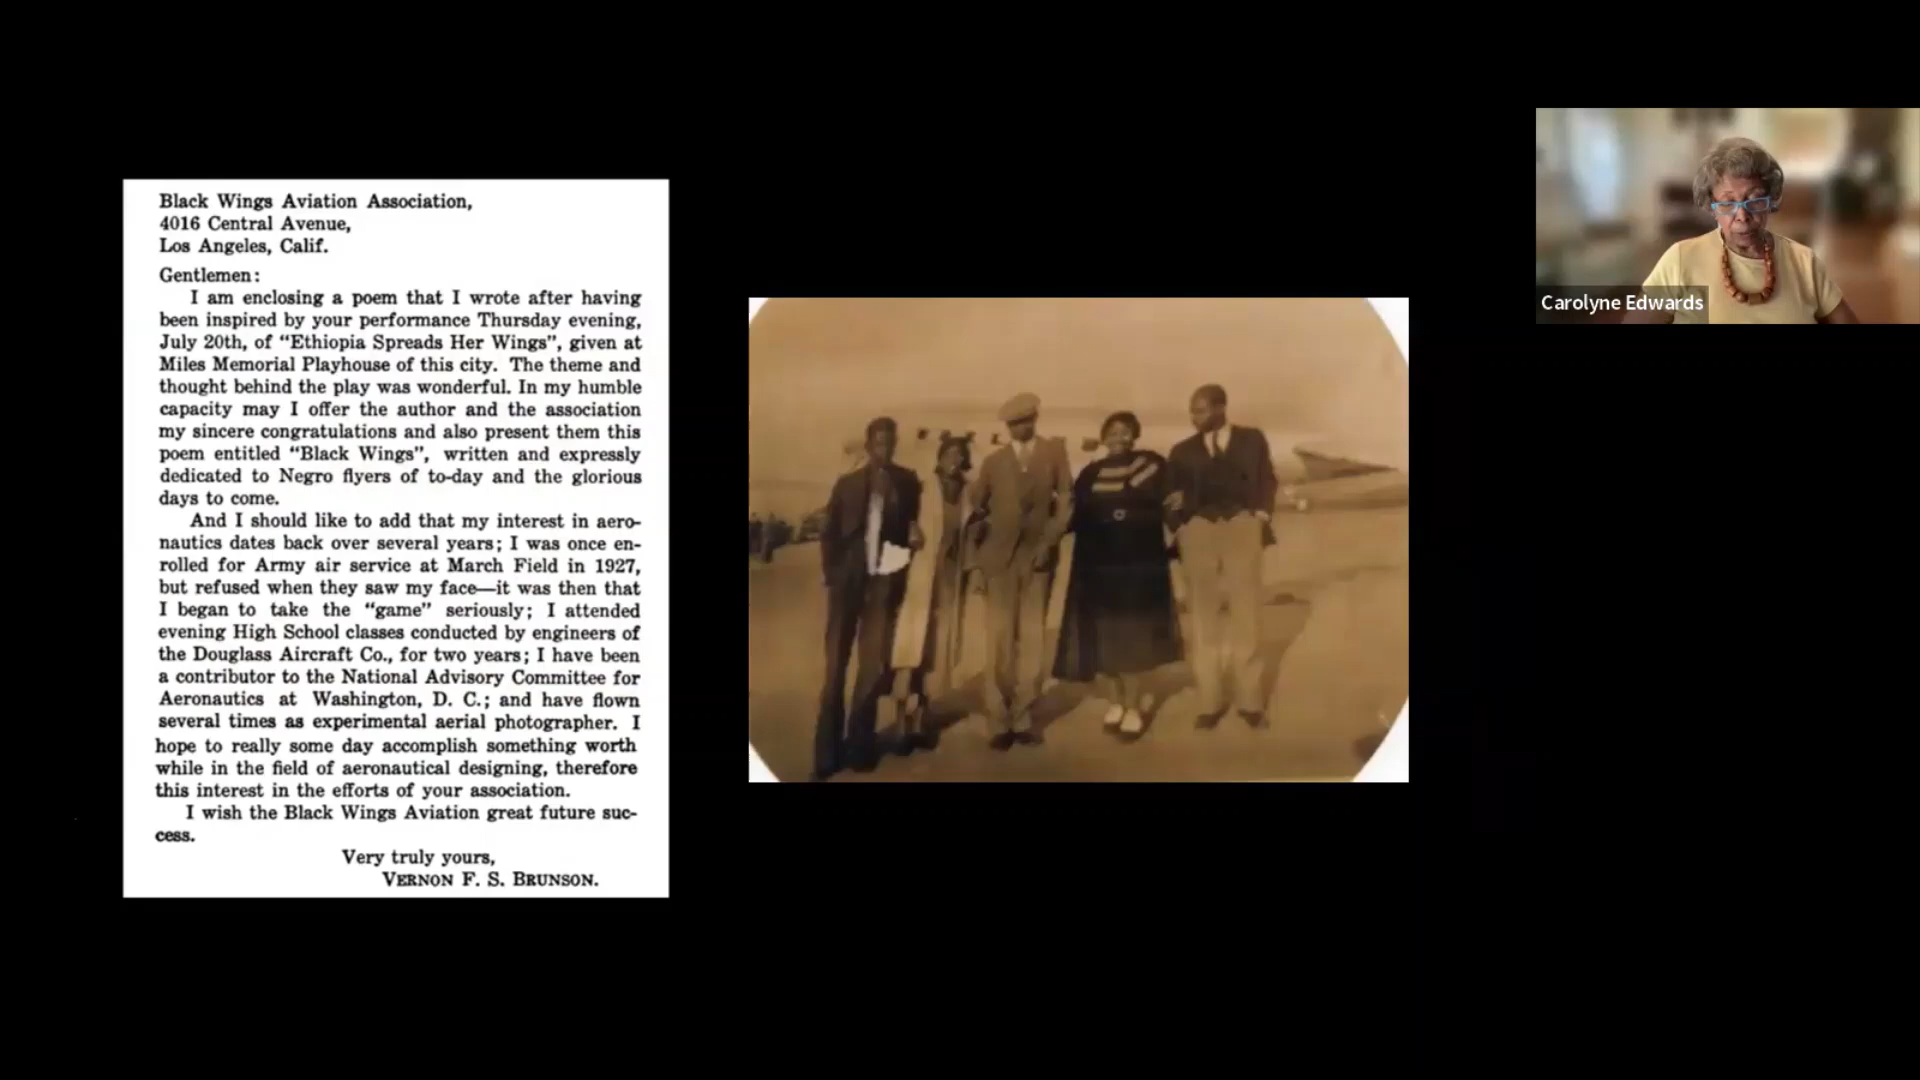 Black Wings Aviation Association,
4016 Central Avenue,
Los Angeles, Calif.
Gentlemen:
I am enclosing a poem that I wrote after having
been inspired by your performance Thursday evening,
July 20th, of "Ethiopia Spreads Her Wings", given at
Miles Memorial Playhouse of this city. The theme and
thought behind the play was wonderful. In my humble
capacity may I offer the author and the association
my sincere congratulations and also present them this
poem entitled "Black Wings", written and expressly
dedicated to Negro flyers of to-day and the glorious
days to come.
And I should like to add that my interest in aero-
nautics dates back over several years; I was once en-
rolled for Army air service at March Field in 1927,
but refused when they saw my face—it was then that
I began to take the "game" seriously; I attended
evening High School classes conducted by engineers of
the Douglass Aircraft Co., for two years; I have been
a contributor to the National Advisory Committee for
Aeronautics at Washington, D. C.; and have flown
several times as experimental aerial photographer. I
hope to really some day accomplish something worth
while in the field of aeronautical designing, therefore
this interest in the efforts of your association.
I wish the Black Wings Aviation great future suc-
cess.
Very truly yours,
VERNON F. S. BRUNSON.
Carolyne Edwards